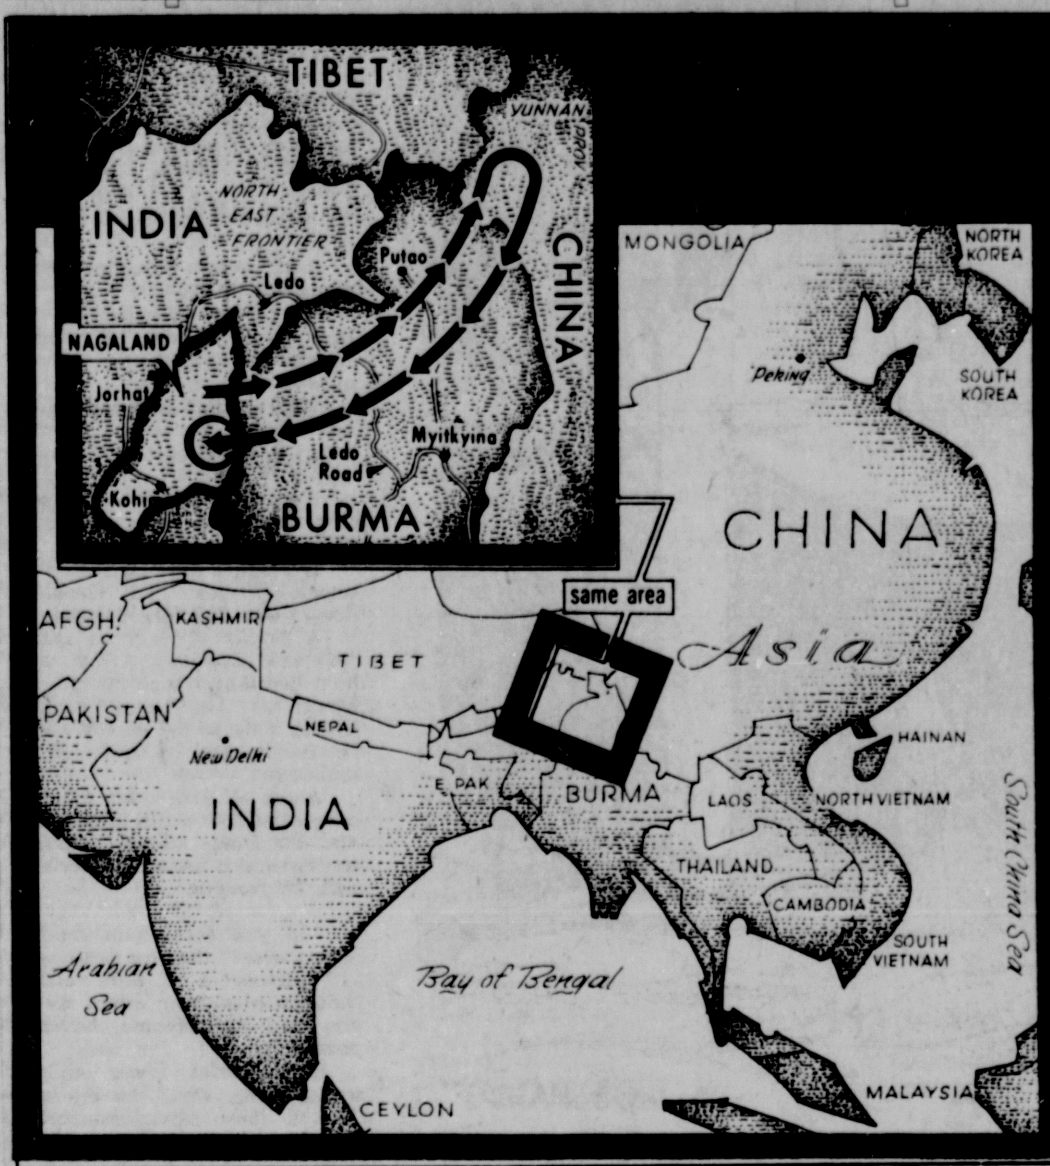 TIBET
YUNNAN
PROV.
NORTH
EAST
FRONTIER
INDIA
CHINA
Putao
Ledo
NAGALAND
Jorhat
Myitkyina
Ledo
Road
Kohima
BURMA
MONGOLIA
NORTH
KOREA
Peking
SOUTH
KOREA
CHINA
same area
Asia
AFGH.
KASHMIR
TIBET
PAKISTAN
NEPAL
New Delhi
HAINAN
E. PAK
BURMA
LAOS
NORTH VIETNAM
INDIA
THAILAND
CAMBODIA
SOUTH
VIETNAM
South China Sea
Arabian
Sea
Bay of Bengal
MALAYSIA
CEYLON